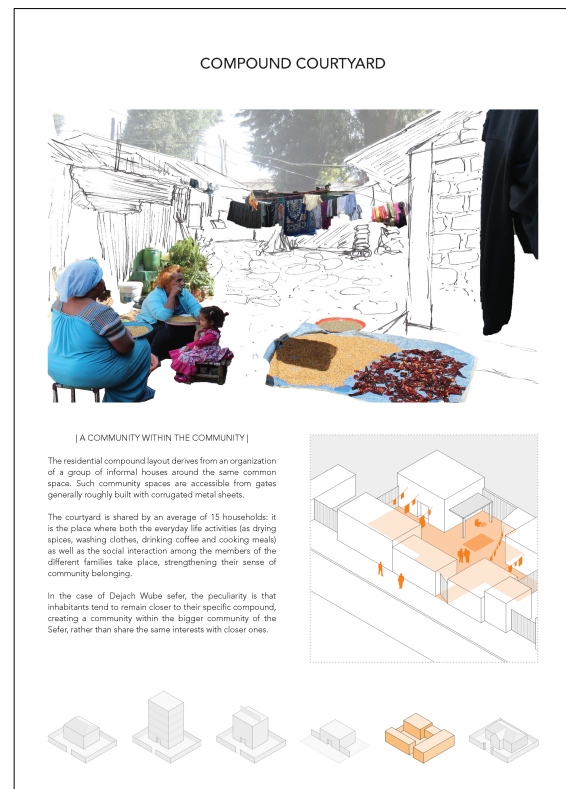 COMPOUND COURTYARD
| A COMMUNITY WITHIN THE COMMUNITY |
The residential compound layout derives from an organization
of a group of informal houses around the same common
space. Such community spaces are accessible from gates
generally roughly built with corrugated metal sheets.
The courtyard is shared by an average of 15 households: it
is the place where both the everyday life activities (as drying
spices, washing clothes, drinking coffee and cooking meals)
as well as the social interaction among the members of the
different families take place, strengthening their sense of
community belonging.
In the case of Dejach Wube sefer, the peculiarity is that
inhabitants tend to remain closer to their specific compound,
creating a community within the bigger community of the
Sefer, rather than share the same interests with closer ones.